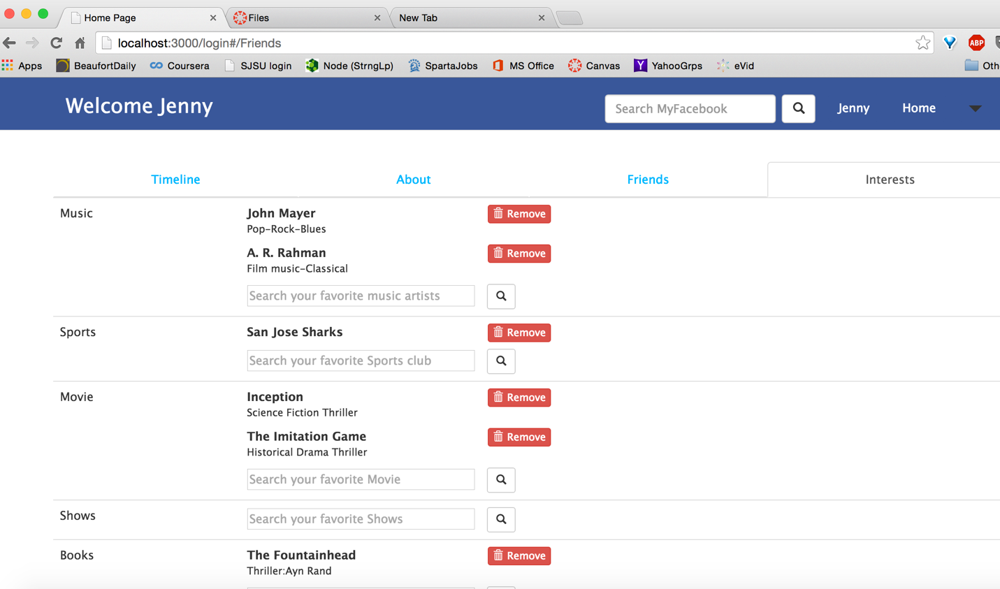 Home Page
Files
New Tab
localhost:3000/login#/Friends
Apps BeaufortDaily Coursera SJSU login Node (StrngLp) SpartaJobs MS Office Canvas YahooGrps eVid Oth
ABP
Welcome Jenny
Search MyFacebook
Jenny
Home
Timeline About Friends Interests
Music
John Mayer Remove
Pop-Rock-Blues
A. R. Rahman Remove
Film music-Classical
Search your favorite music artists
Sports
San Jose Sharks Remove
Search your favorite Sports club
Movie
Inception Remove
Science Fiction Thriller
The Imitation Game Remove
Historical Drama Thriller
Search your favorite Movie
Shows
Search your favorite Shows
Books
The Fountainhead Remove
Thriller:Ayn Rand